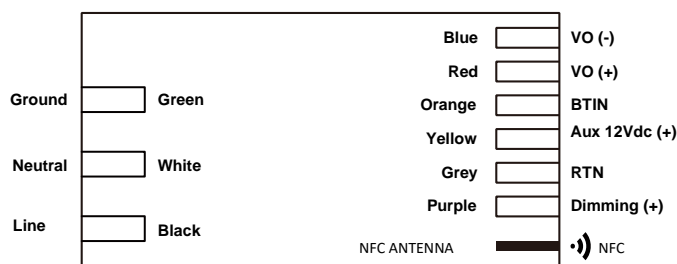 Blue VO (-)
Red VO (+)
Ground Green Orange BTIN
Yellow Aux 12Vdc (+)
Neutral White Grey RTN
Purple Dimming (+)
Line Black
NFC ANTENNA NFC